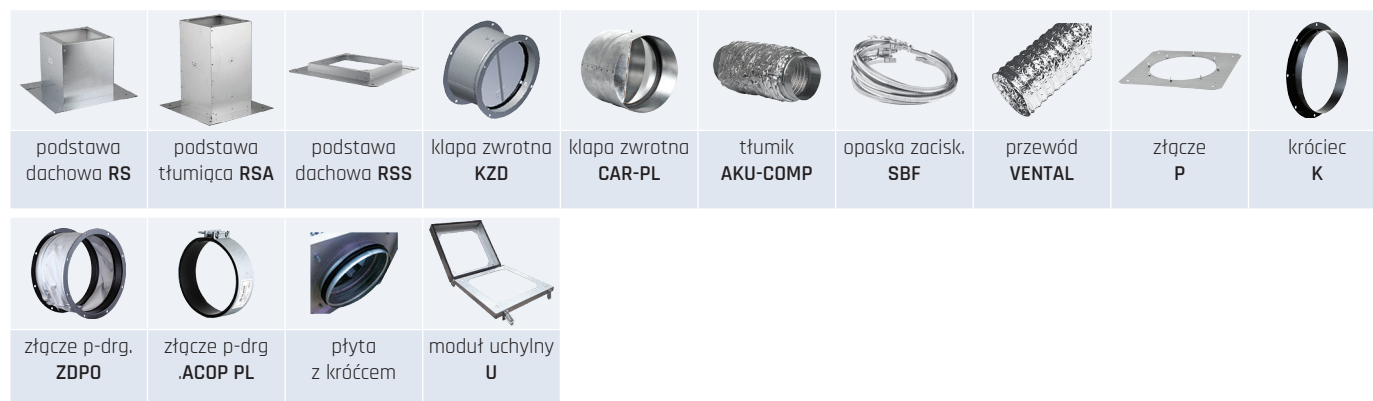 podstawa
dachowa RS
podstawa
tłumiąca RSA
podstawa
dachowa RSS
klapa zwrotna
KZD
klapa zwrotna
CAR-PL
tłumik
AKU-COMP
opaska zacisk.
SBF
przewód
VENTAL
złącze
P
króciec
K
złącze p-drg.
ZDPO
złącze p-drg
.ACOP PL
płyta
z króćcem
moduł uchylny
U